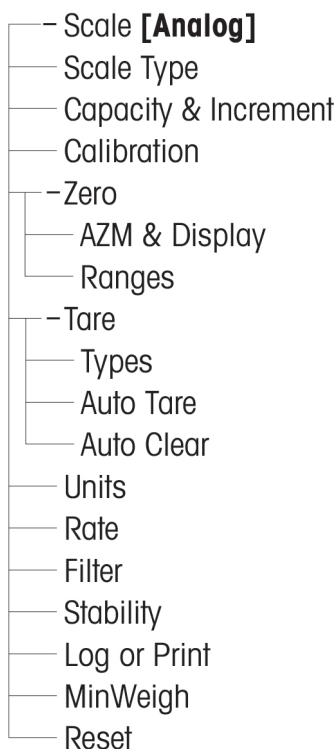 Scale [Analog]
Scale Type
Capacity & Increment
Calibration
Zero
AZM & Display
Ranges
Tare
Types
Auto Tare
Auto Clear
Units
Rate
Filter
Stability
Log or Print
MinWeigh
Reset